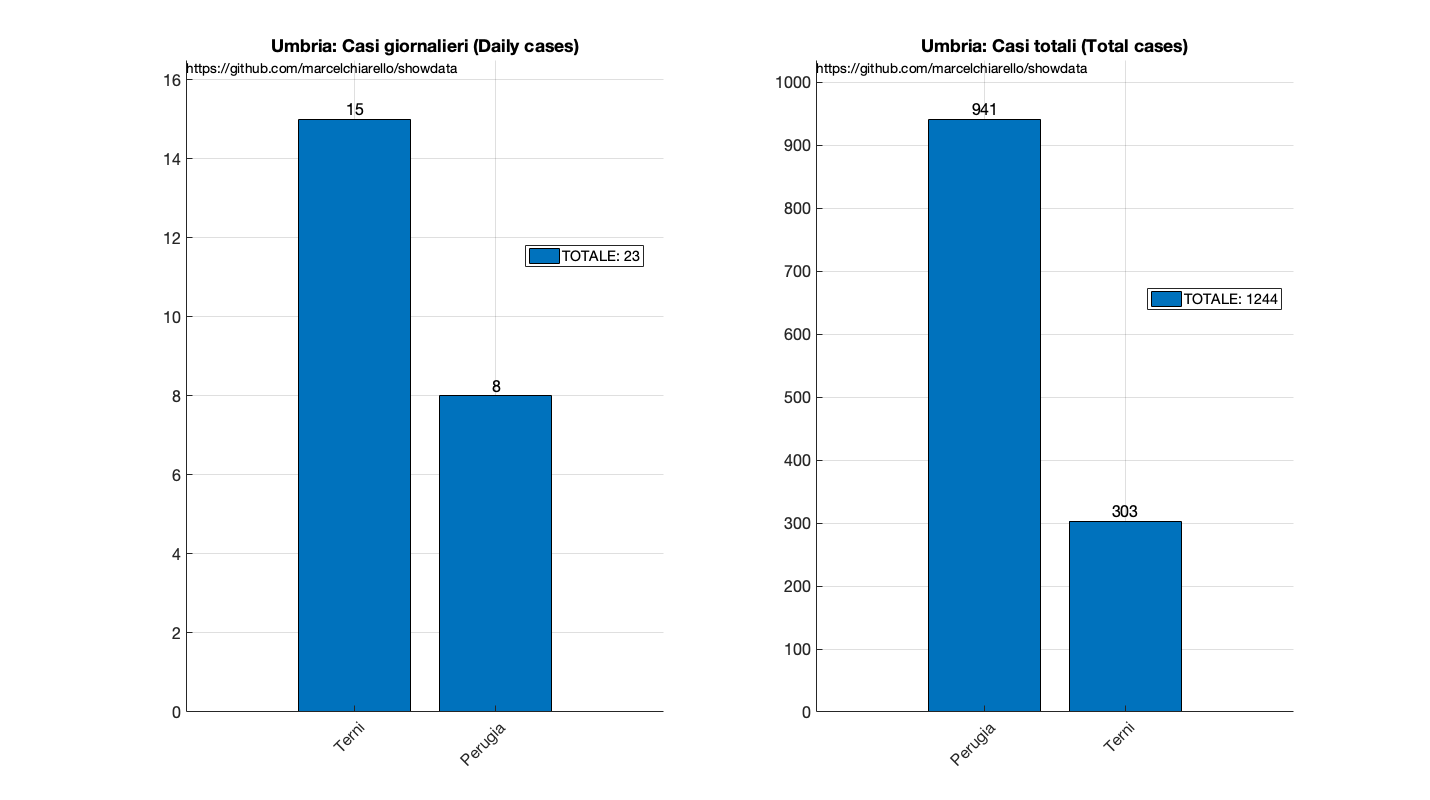 Umbria: Casi giornalieri (Daily cases)
https://github.com/marcelchiarello/showdata
16
14
12
10
8
6
4
2
0
15
8
TOTALE: 23
Terni
Perugia
Umbria: Casi totali (Total cases)
https://github.com/marcelchiarello/showdata
1000
900
800
700
600
500
400
300
200
100
0
941
303
TOTALE: 1244
Perugia
Terni